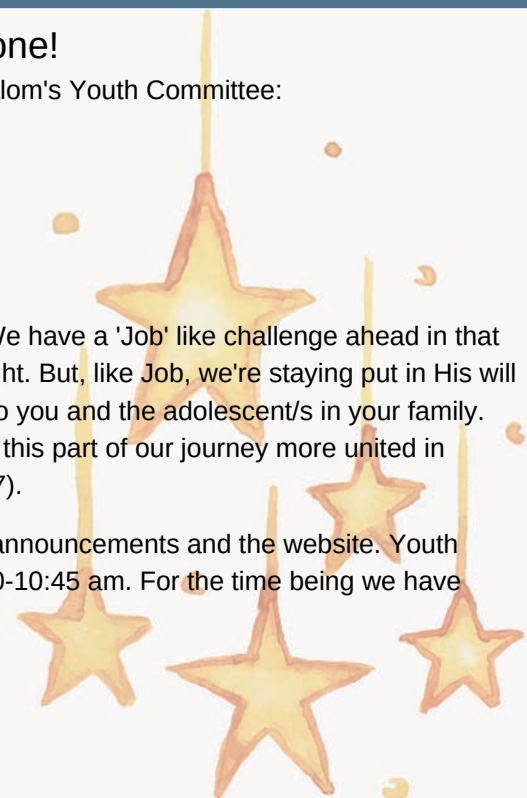 one!
lom's Youth Committee:
We have a 'Job' like challenge ahead in that
ht. But, like Job, we're staying put in His will
o you and the adolescent/s in your family.
this part of our journey more united in
7).
announcements and the website. Youth
0-10:45 am. For the time being we have